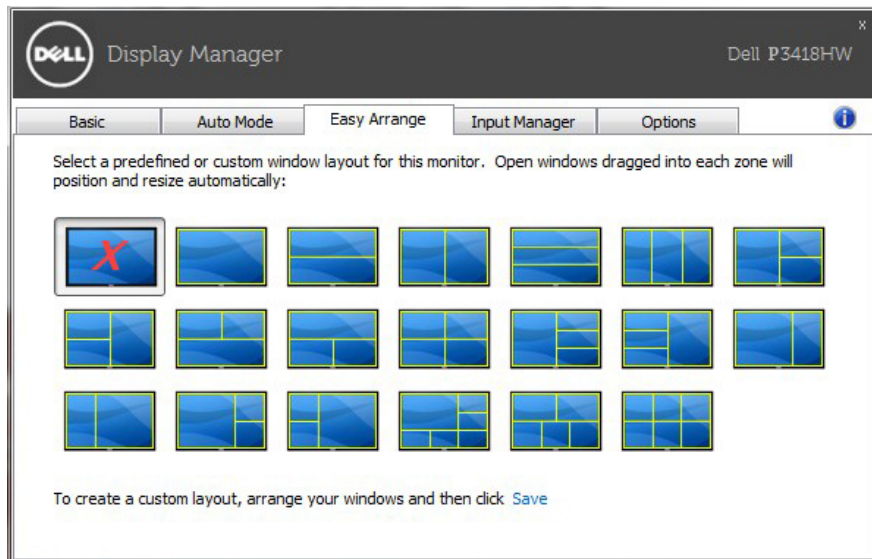 x
DELL Display Manager
Dell P3418HW
Basic Auto Mode Easy Arrange Input Manager Options i
Select a predefined or custom window layout for this monitor. Open windows dragged into each zone will
position and resize automatically:
X
To create a custom layout, arrange your windows and then click Save